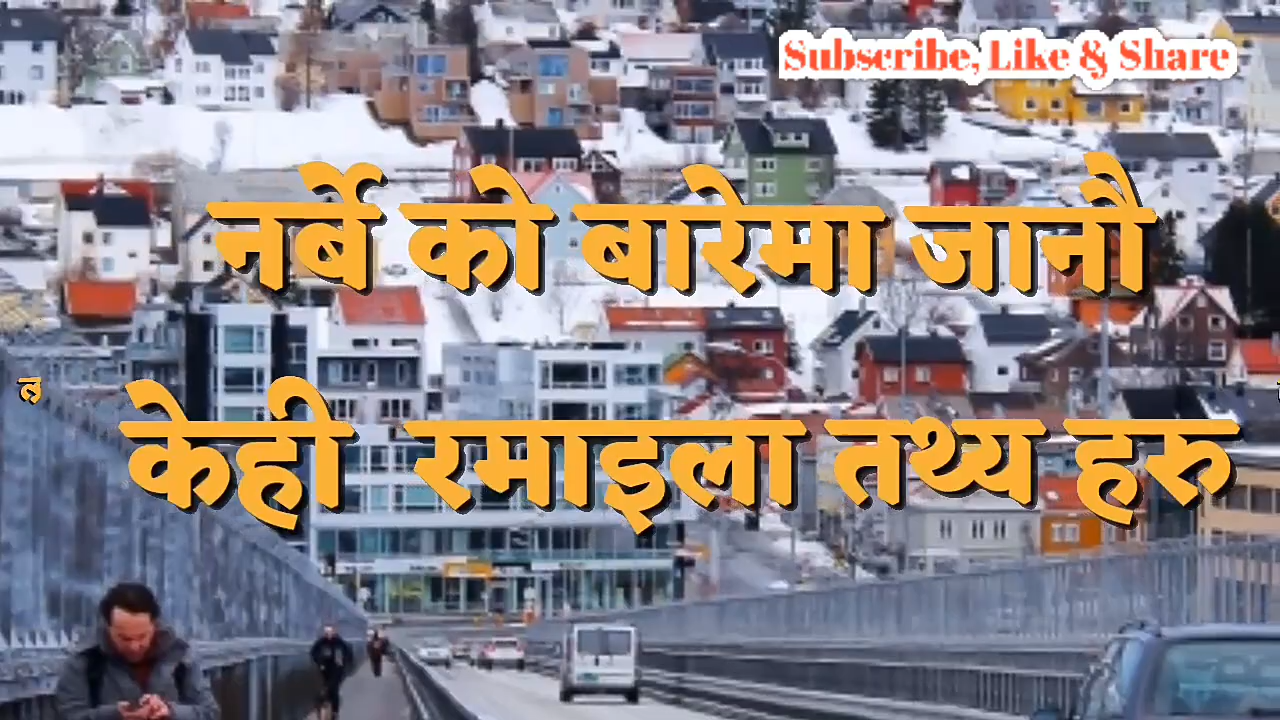 Subscribe, Like & Share
नर्बे को बारेमा जानौ
केही रमाइला तथ्य हरु